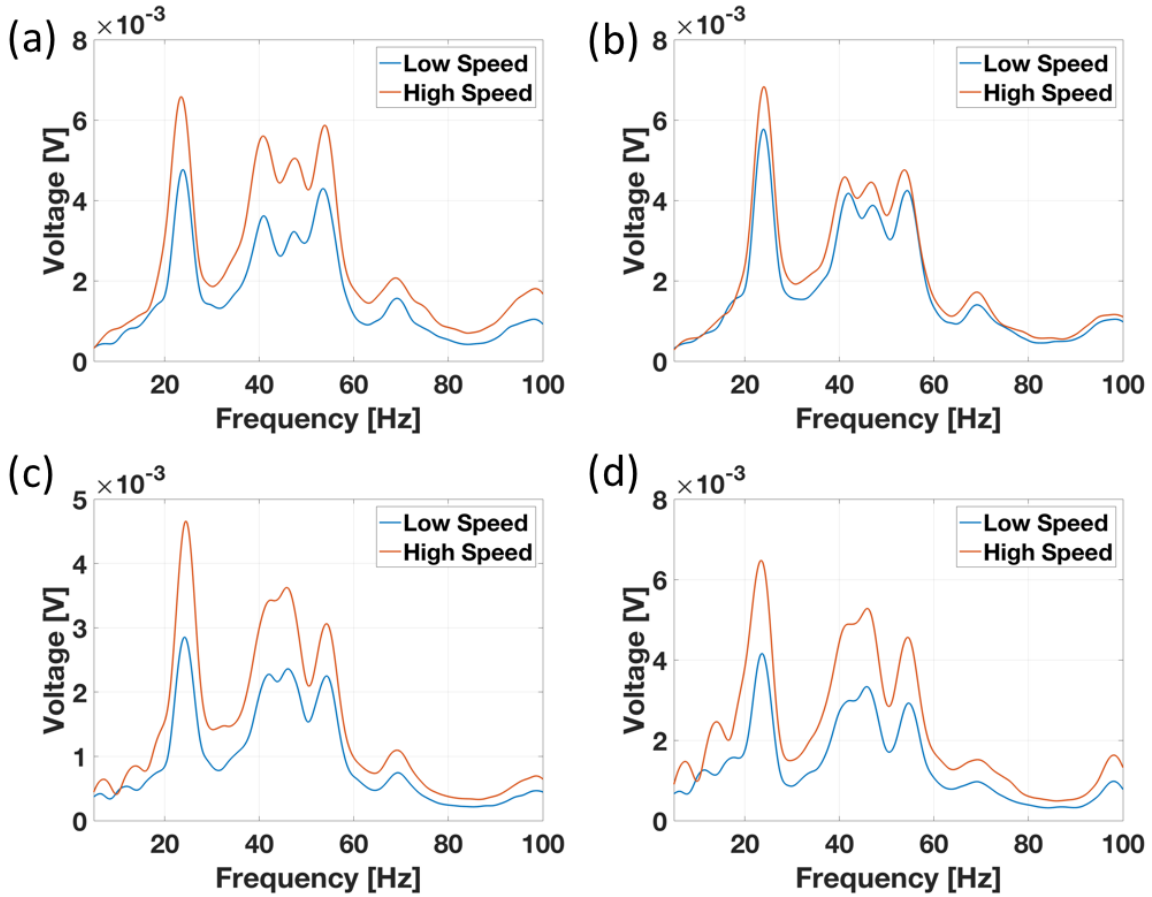 (a)
×10⁻³
8
6
4
2
0
Voltage [V]
20 40 60 80 100
Frequency [Hz]
Low Speed
High Speed
(b)
×10⁻³
8
6
4
2
0
Voltage [V]
20 40 60 80 100
Frequency [Hz]
Low Speed
High Speed
(c)
×10⁻³
5
4
3
2
1
0
Voltage [V]
20 40 60 80 100
Frequency [Hz]
Low Speed
High Speed
(d)
×10⁻³
8
6
4
2
0
Voltage [V]
20 40 60 80 100
Frequency [Hz]
Low Speed
High Speed